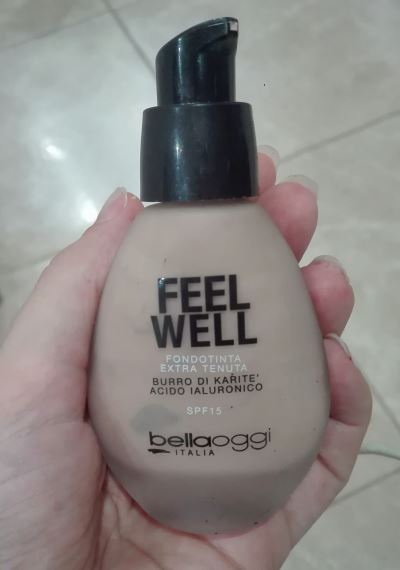 FEEL
WELL
FONDOTINTA
EXTRA TENUTA
BURRO DI KARITE'
ACIDO IALURONICO
SPF15
bellaoggi
ITALIA